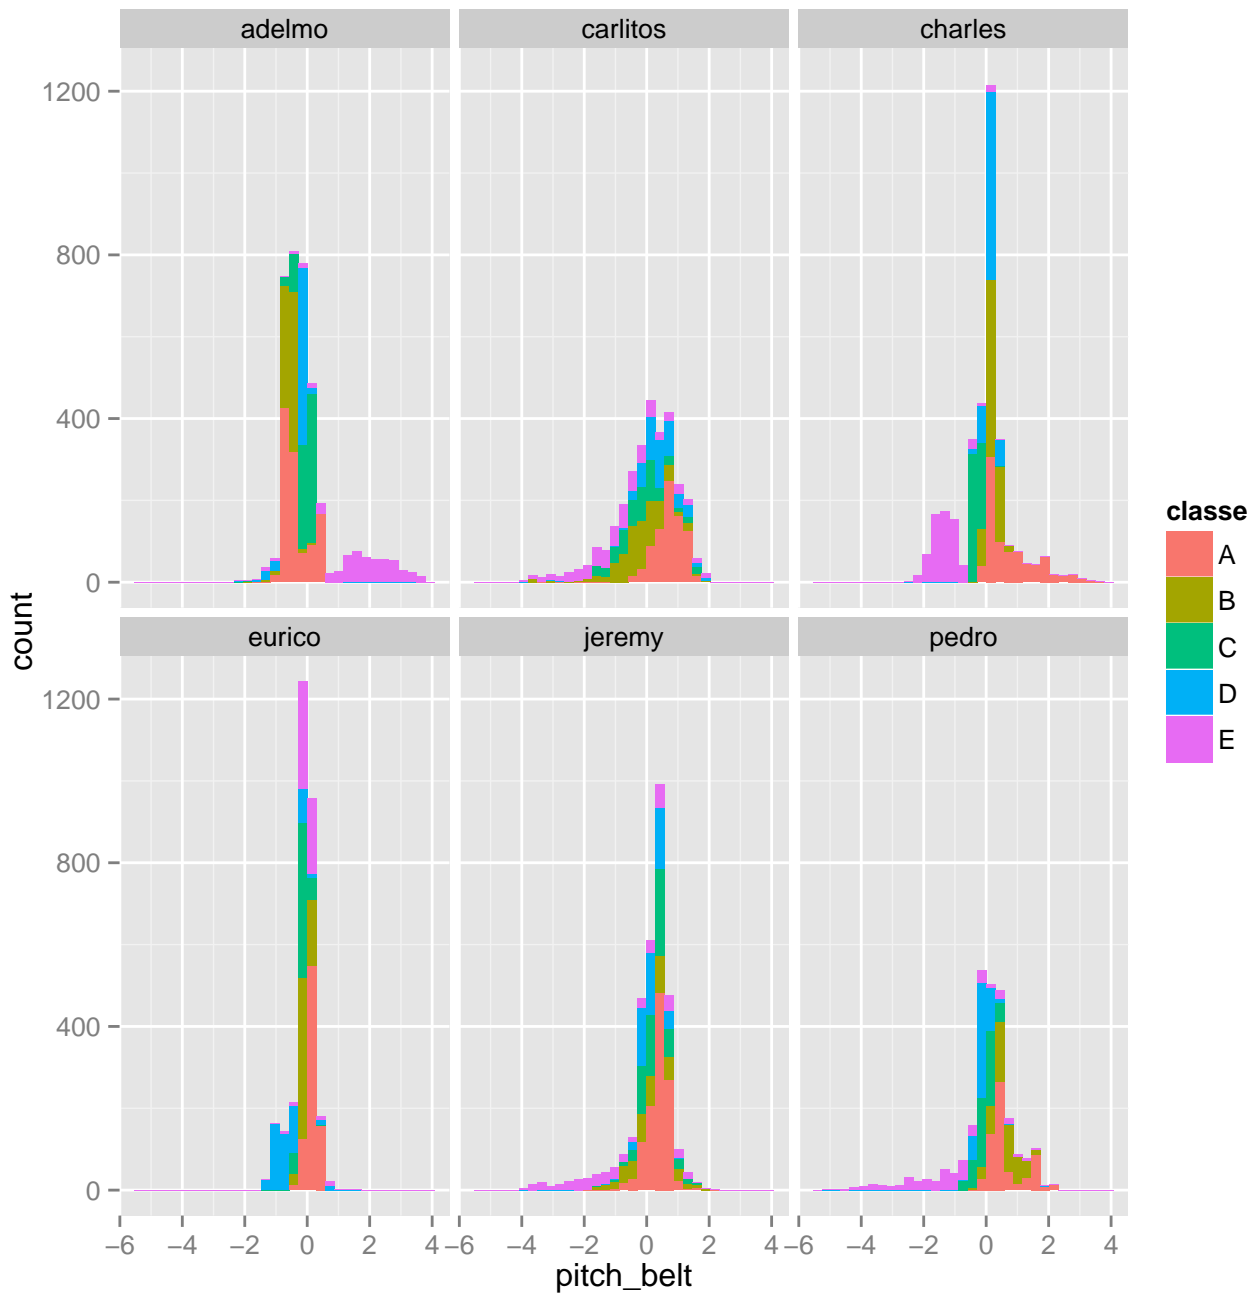 adelmo carlitos charles
1200
800
400
0
eurico jeremy pedro
1200
800
400
0
−6 −4 −2 0 2 4 −6 −4 −2 0 2 4 −6 −4 −2 0 2 4
pitch_belt
count
classe
A
B
C
D
E